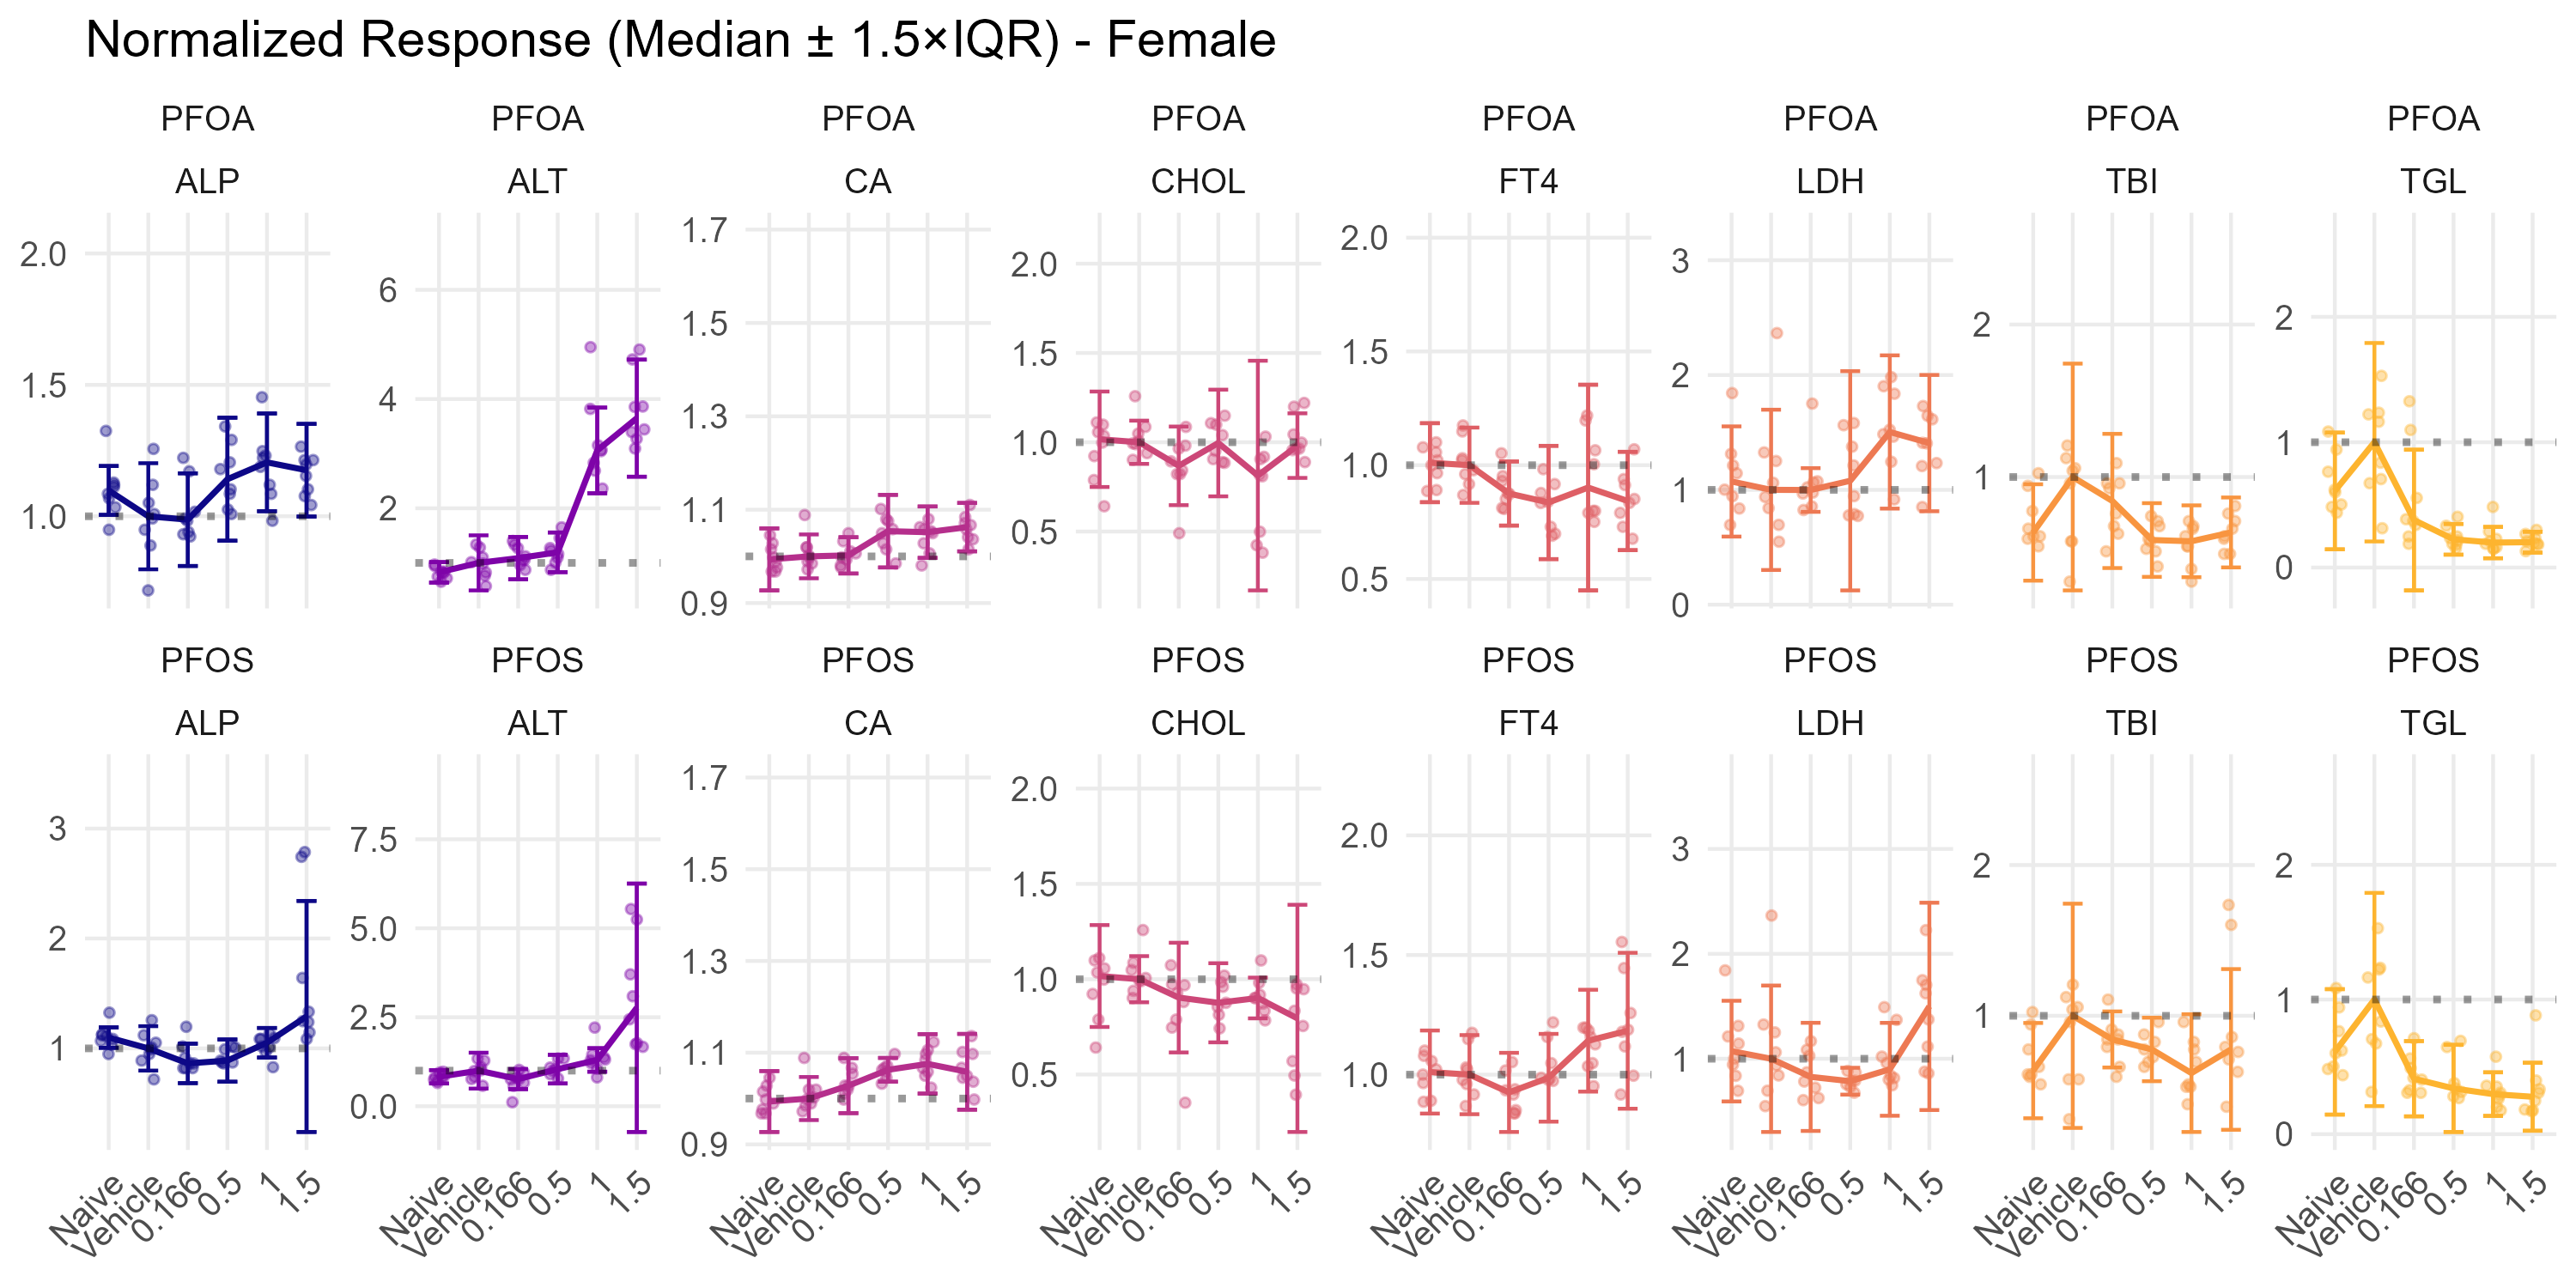 Normalized Response (Median ± 1.5×IQR) - Female
PFOA PFOA PFOA PFOA PFOA PFOA PFOA PFOA
ALP ALT CA CHOL FT4 LDH TBI TGL
2.0 1.5 1.0
6 4 2
1.7 1.5 1.3 1.1 0.9
2.0 1.5 1.0 0.5
2.0 1.5 1.0 0.5
3 2 1 0
2 1
2 1 0
PFOS PFOS PFOS PFOS PFOS PFOS PFOS PFOS
ALP ALT CA CHOL FT4 LDH TBI TGL
3 2 1
7.5 5.0 2.5 0.0
1.7 1.5 1.3 1.1 0.9
2.0 1.5 1.0 0.5
2.0 1.5 1.0
3 2 1
2 1
2 1 0
Naive Vehicle 0.166 0.5 1 1.5
Naive Vehicle 0.166 0.5 1 1.5
Naive Vehicle 0.166 0.5 1 1.5
Naive Vehicle 0.166 0.5 1 1.5
Naive Vehicle 0.166 0.5 1 1.5
Naive Vehicle 0.166 0.5 1 1.5
Naive Vehicle 0.166 0.5 1 1.5
Naive Vehicle 0.166 0.5 1 1.5